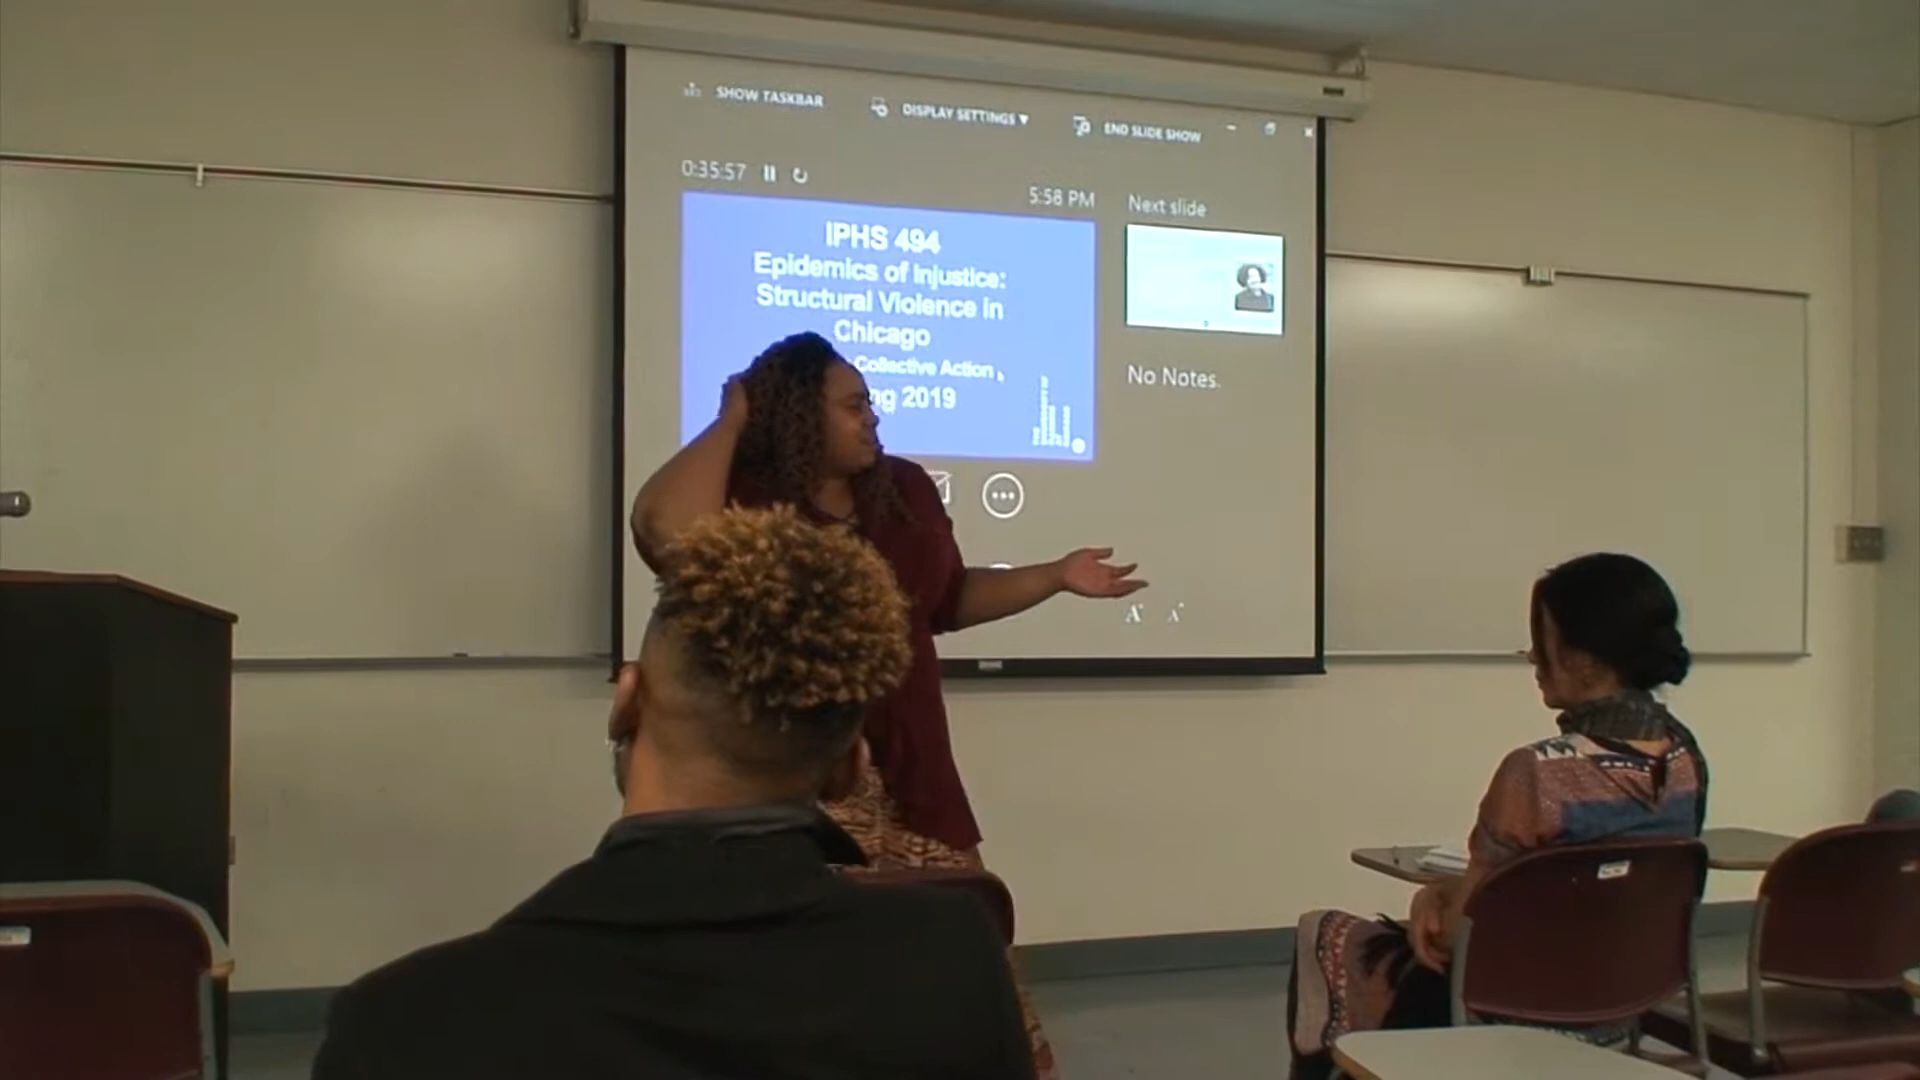 SHOW TASKBAR
DISPLAY SETTINGS ▼
END SLIDE SHOW
0:35:57
5:58 PM
Next slide
IPHS 494
Epidemics of Injustice:
Structural Violence in
Chicago
Collective Action
ng 2019
No Notes.
A A